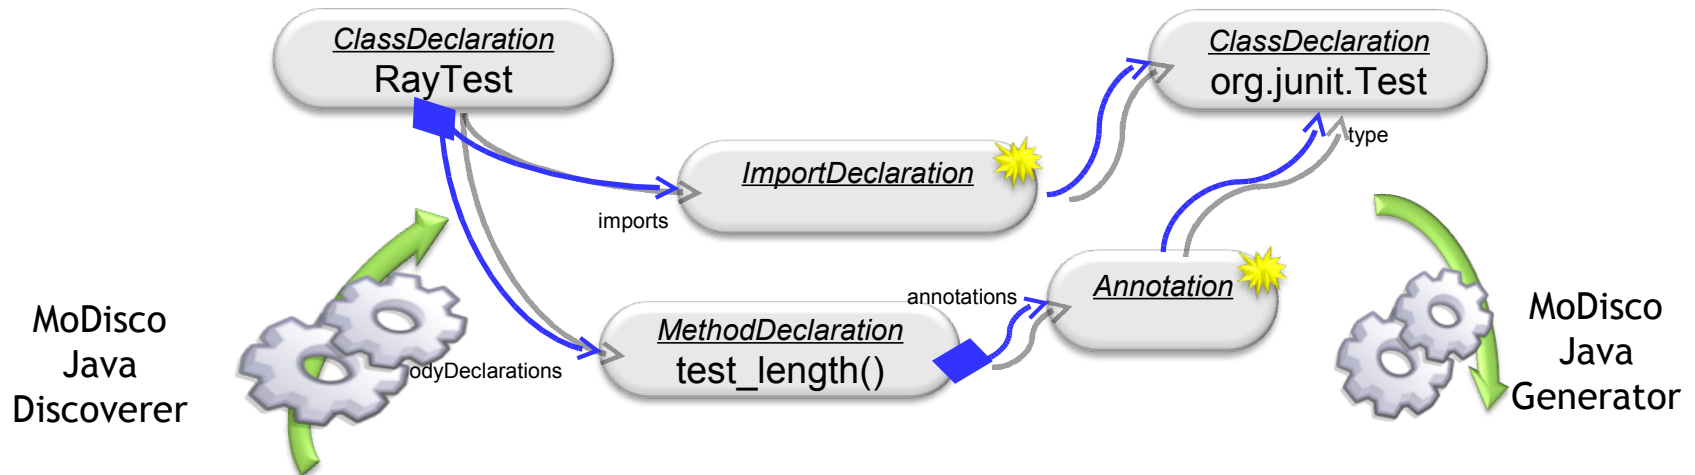 ClassDeclaration
RayTest
ClassDeclaration
org.junit.Test
type
ImportDeclaration
imports
annotations
Annotation
MethodDeclaration
test_length()
odyDeclarations
MoDisco
Java
Discoverer
MoDisco
Java
Generator